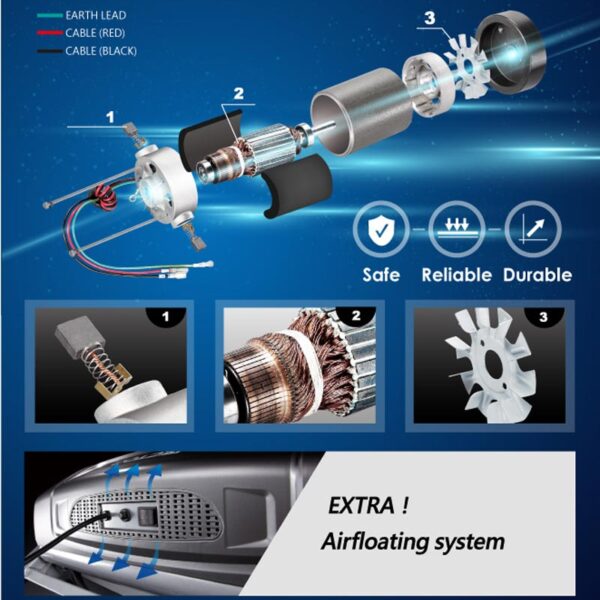 EARTH LEAD
CABLE (RED)
CABLE (BLACK)
3
2
1
Safe
Reliable
Durable
1
2
3
EXTRA !
Airfloating system